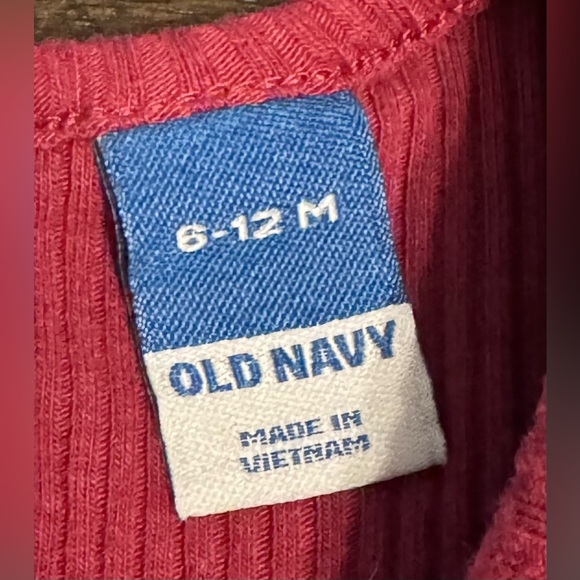 6-12 M
OLD NAVY
MADE IN
VIETNAM